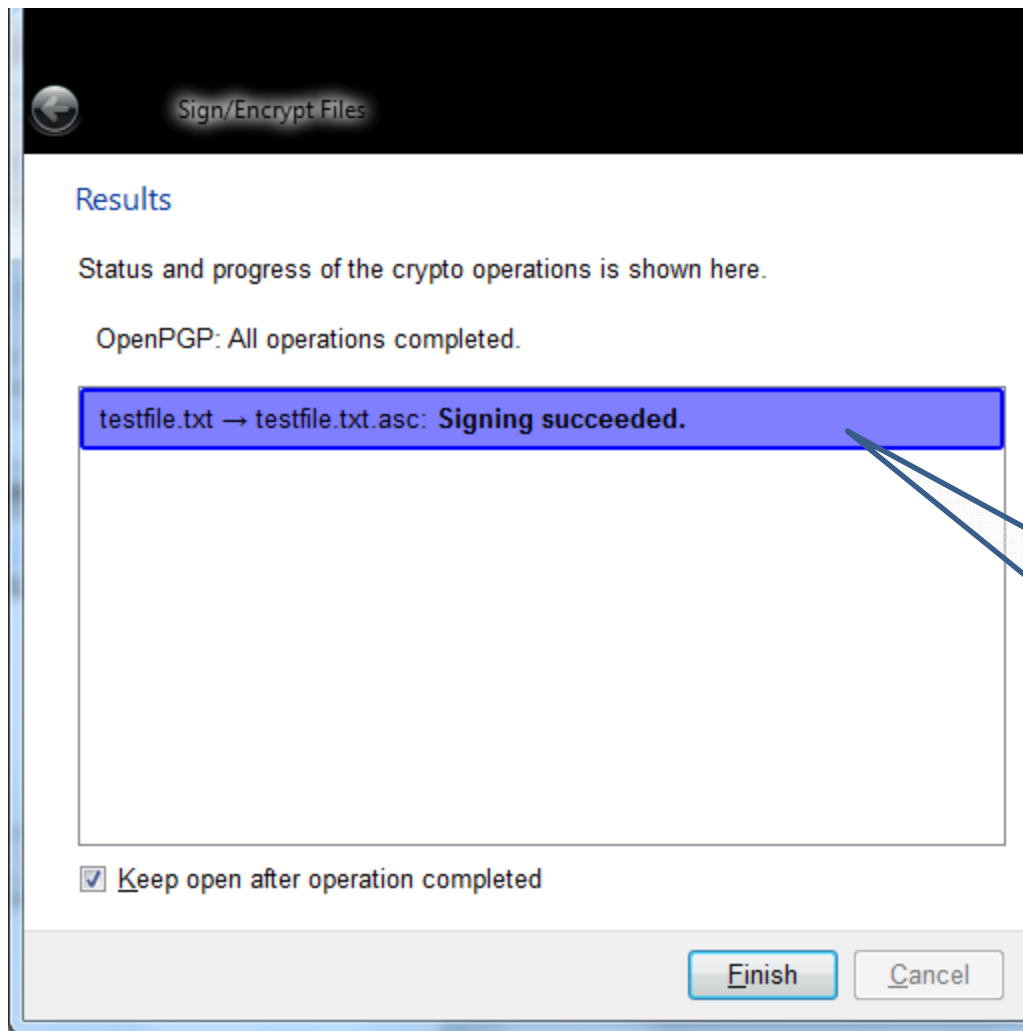 Sign/Encrypt Files
Results
Status and progress of the crypto operations is shown here.
OpenPGP: All operations completed.
testfile.txt → testfile.txt.asc: Signing succeeded.
Keep open after operation completed
Finish
Cancel